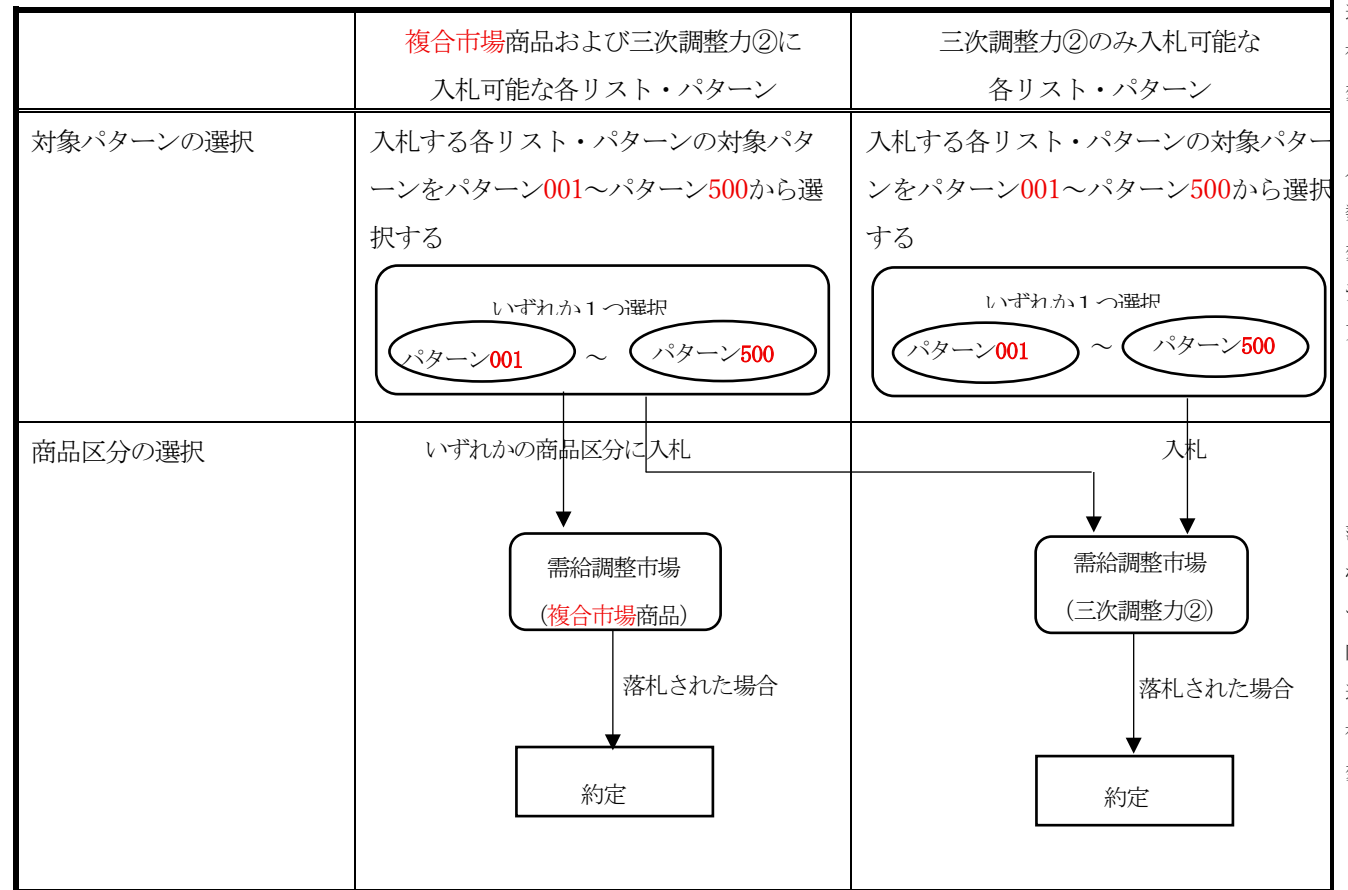 複合市場商品および三次調整力②に
入札可能な各リスト・パターン
三次調整力②のみ入札可能な
各リスト・パターン
対象パターンの選択
入札する各リスト・パターンの対象パタ
ーンをパターン001～パターン500から選
択する
いずれか１つ選択
パターン001 ～ パターン500
入札する各リスト・パターンの対象パター
ンをパターン001～パターン500から選択
する
いずれか１つ選択
パターン001 ～ パターン500
商品区分の選択
いずれかの商品区分に入札
需給調整市場
(複合市場商品)
落札された場合
約定
入札
需給調整市場
(三次調整力②)
落札された場合
約定